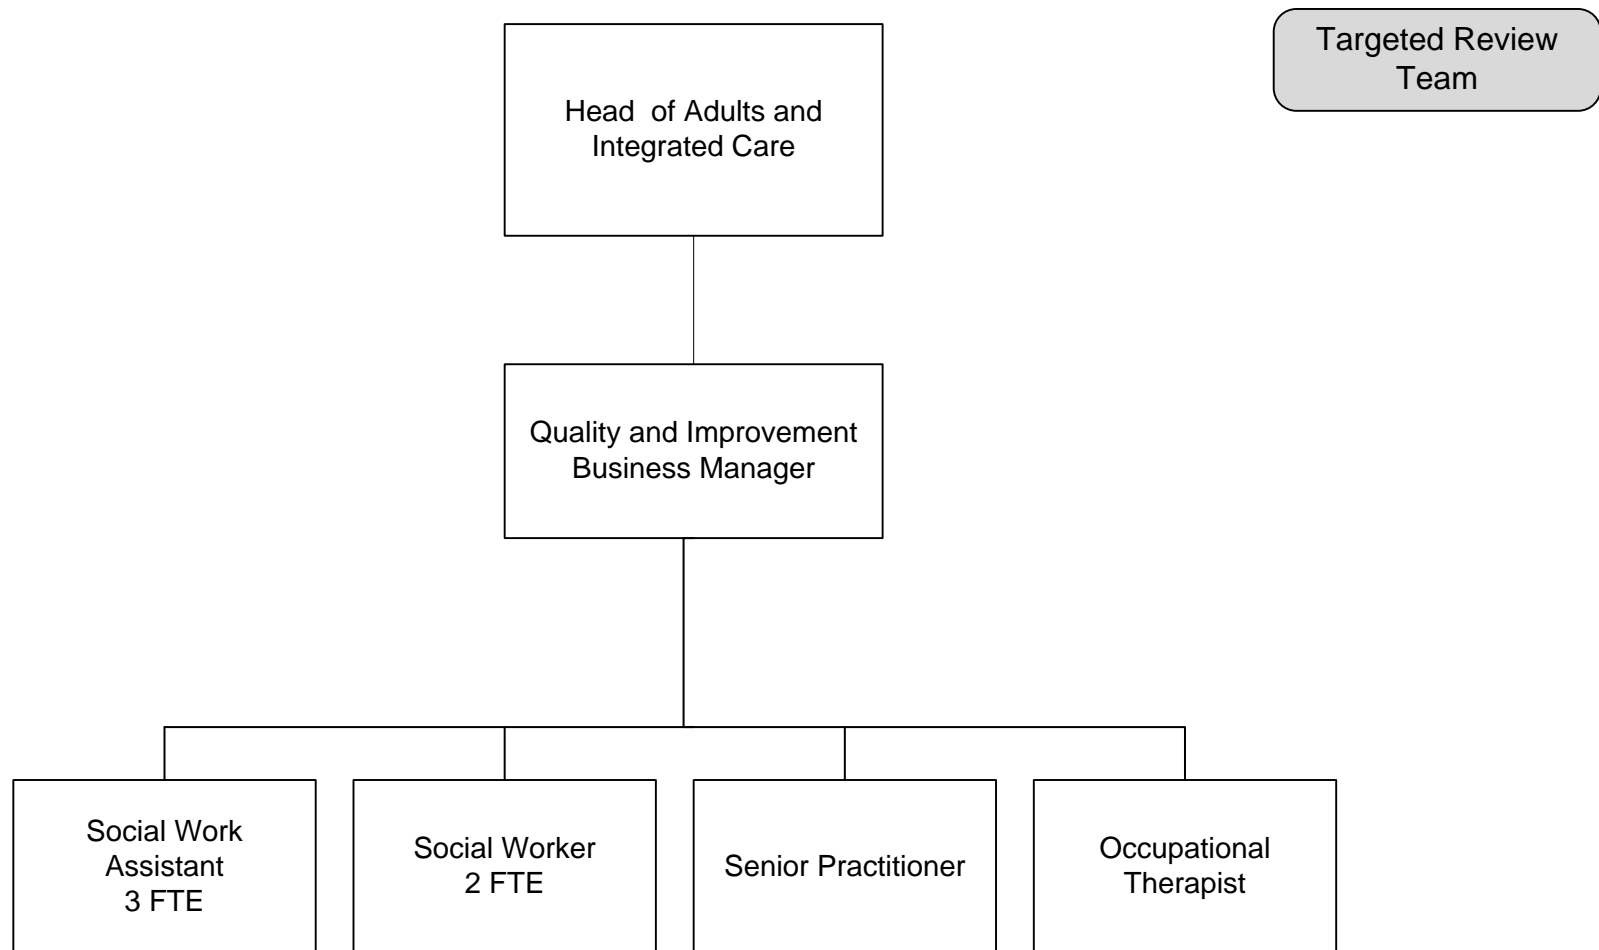 Targeted Review
Team
Head  of Adults and
Integrated Care
Quality and Improvement
Business Manager
Social Work
Assistant
3 FTE
Social Worker
2 FTE
Senior Practitioner
Occupational
Therapist